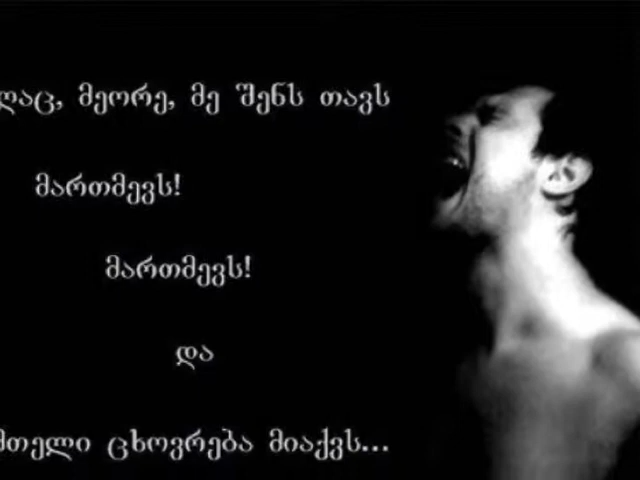 ღაც, მეორე, მე შენს თავს
მართმევს!
მართმევს!
და
მთელი ცხოვრება მიაქვს...